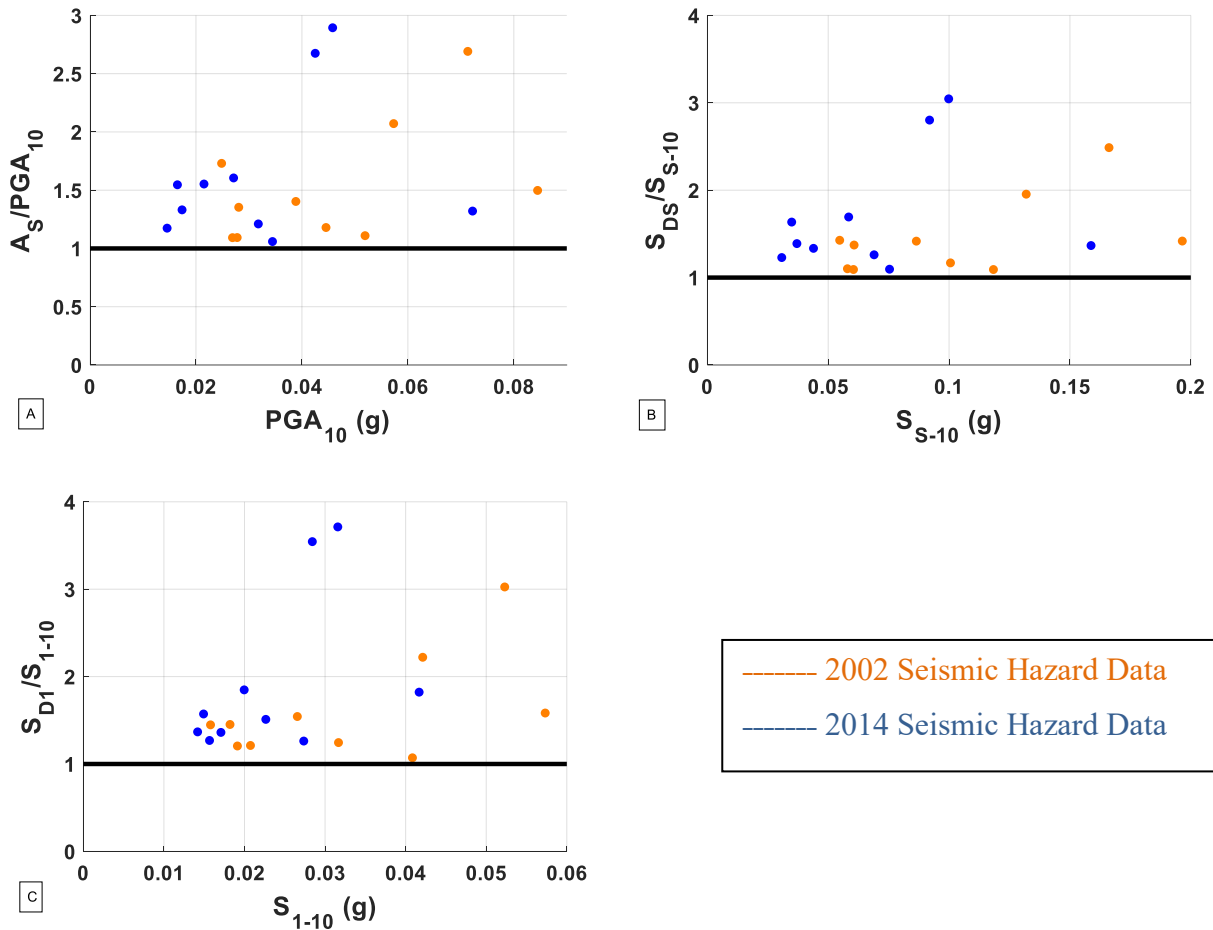 3
2.5
2
1.5
1
0.5
0
A_S/PGA_10
0 0.02 0.04 0.06 0.08
PGA_10 (g)
A
4
3
2
1
0
S_DS/S_S-10
0 0.05 0.1 0.15 0.2
S_S-10 (g)
B
4
3
2
1
0
S_D1/S_1-10
0 0.01 0.02 0.03 0.04 0.05 0.06
S_1-10 (g)
C
------- 2002 Seismic Hazard Data
------- 2014 Seismic Hazard Data